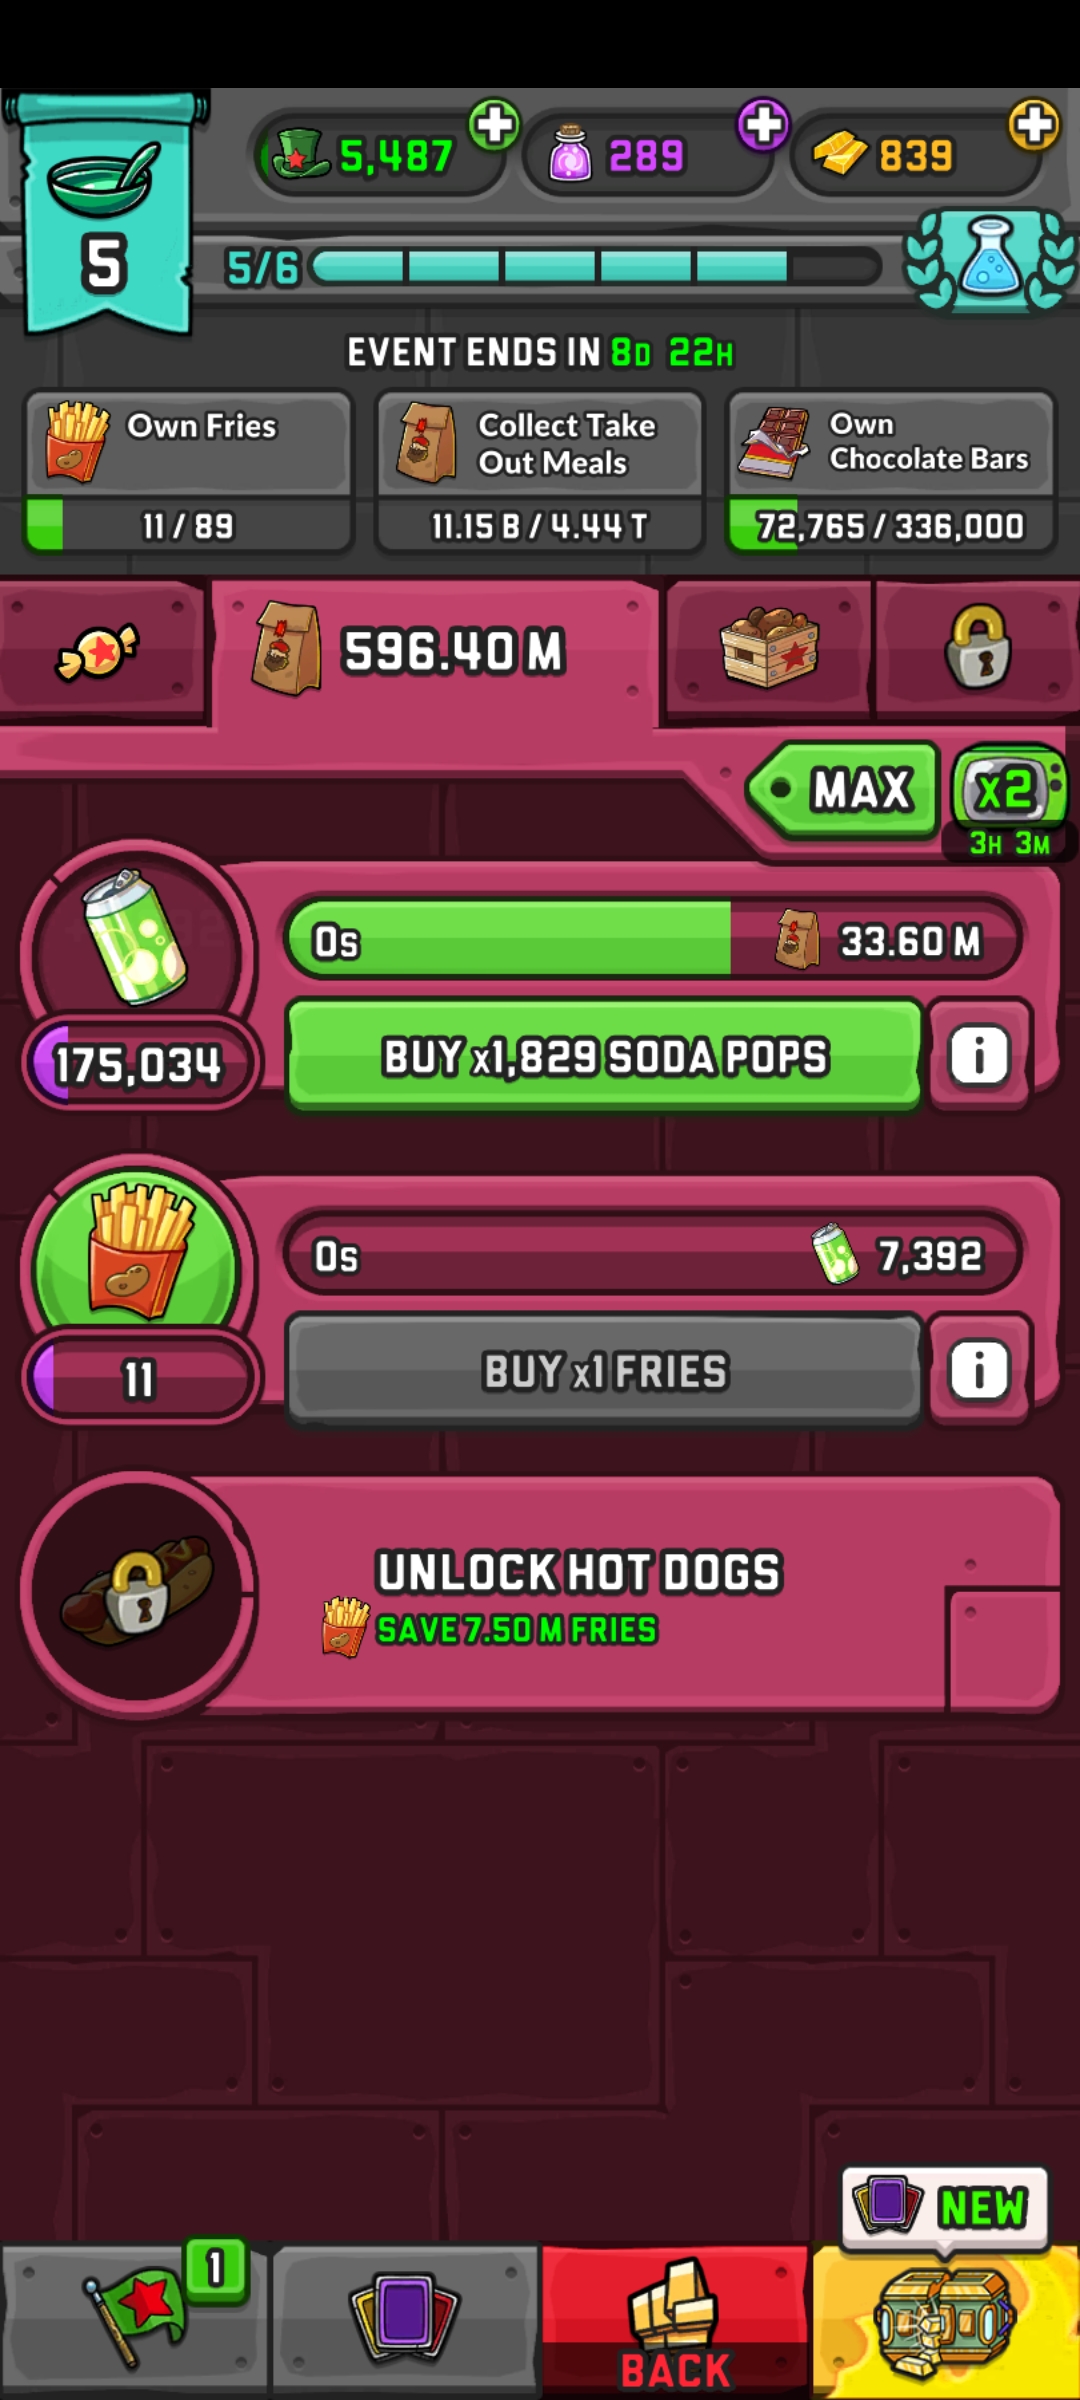 5,487
289
839
5
5/6
EVENT ENDS IN 8D 22H
Own Fries
11 / 89
Collect Take
Out Meals
11.15 B / 4.44 T
Own
Chocolate Bars
72,765 / 336,000
596.40 M
MAX
x2
3H 3M
0s
33.60 M
175,034
BUY x1,829 SODA POPS
i
0s
7,392
11
BUY x1 FRIES
i
UNLOCK HOT DOGS
SAVE 7.50 M FRIES
NEW
1
BACK